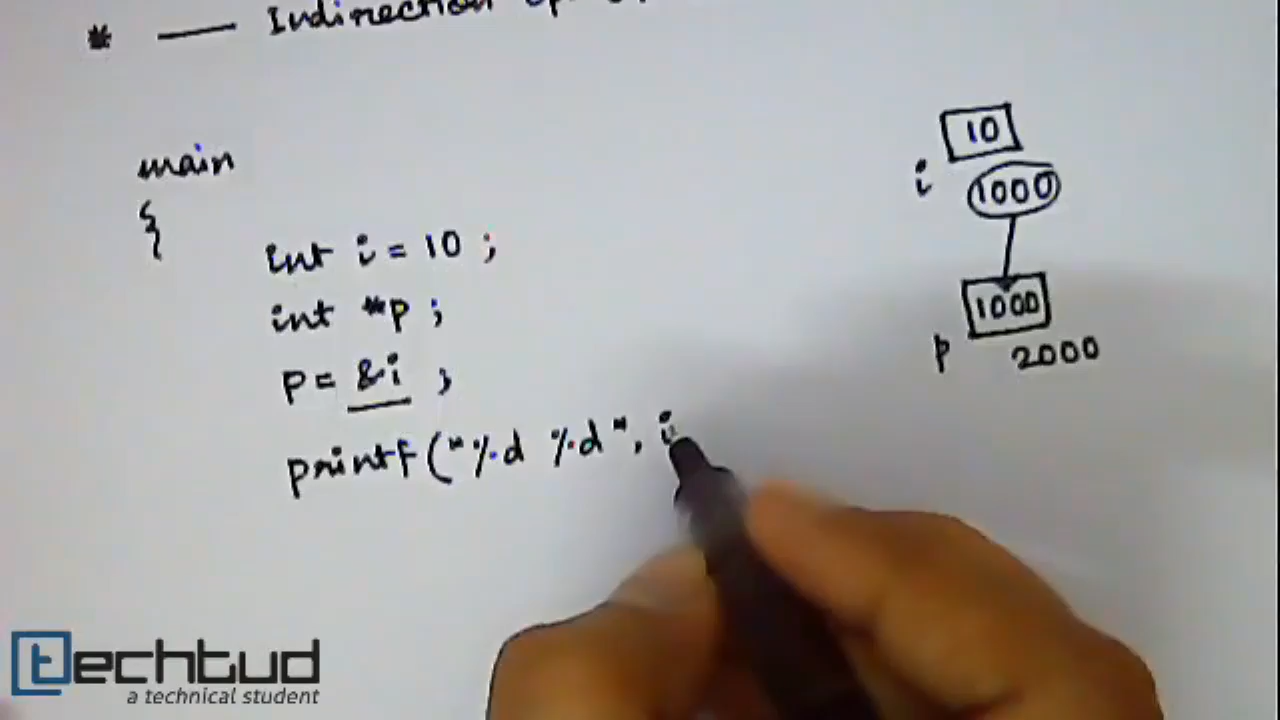 * — Indirection
main
{
int i = 10 ;
int *p ;
p = &i ;
printf ("%d %d", i
10
i
1000
1000
p
2000
techtud
a technical student